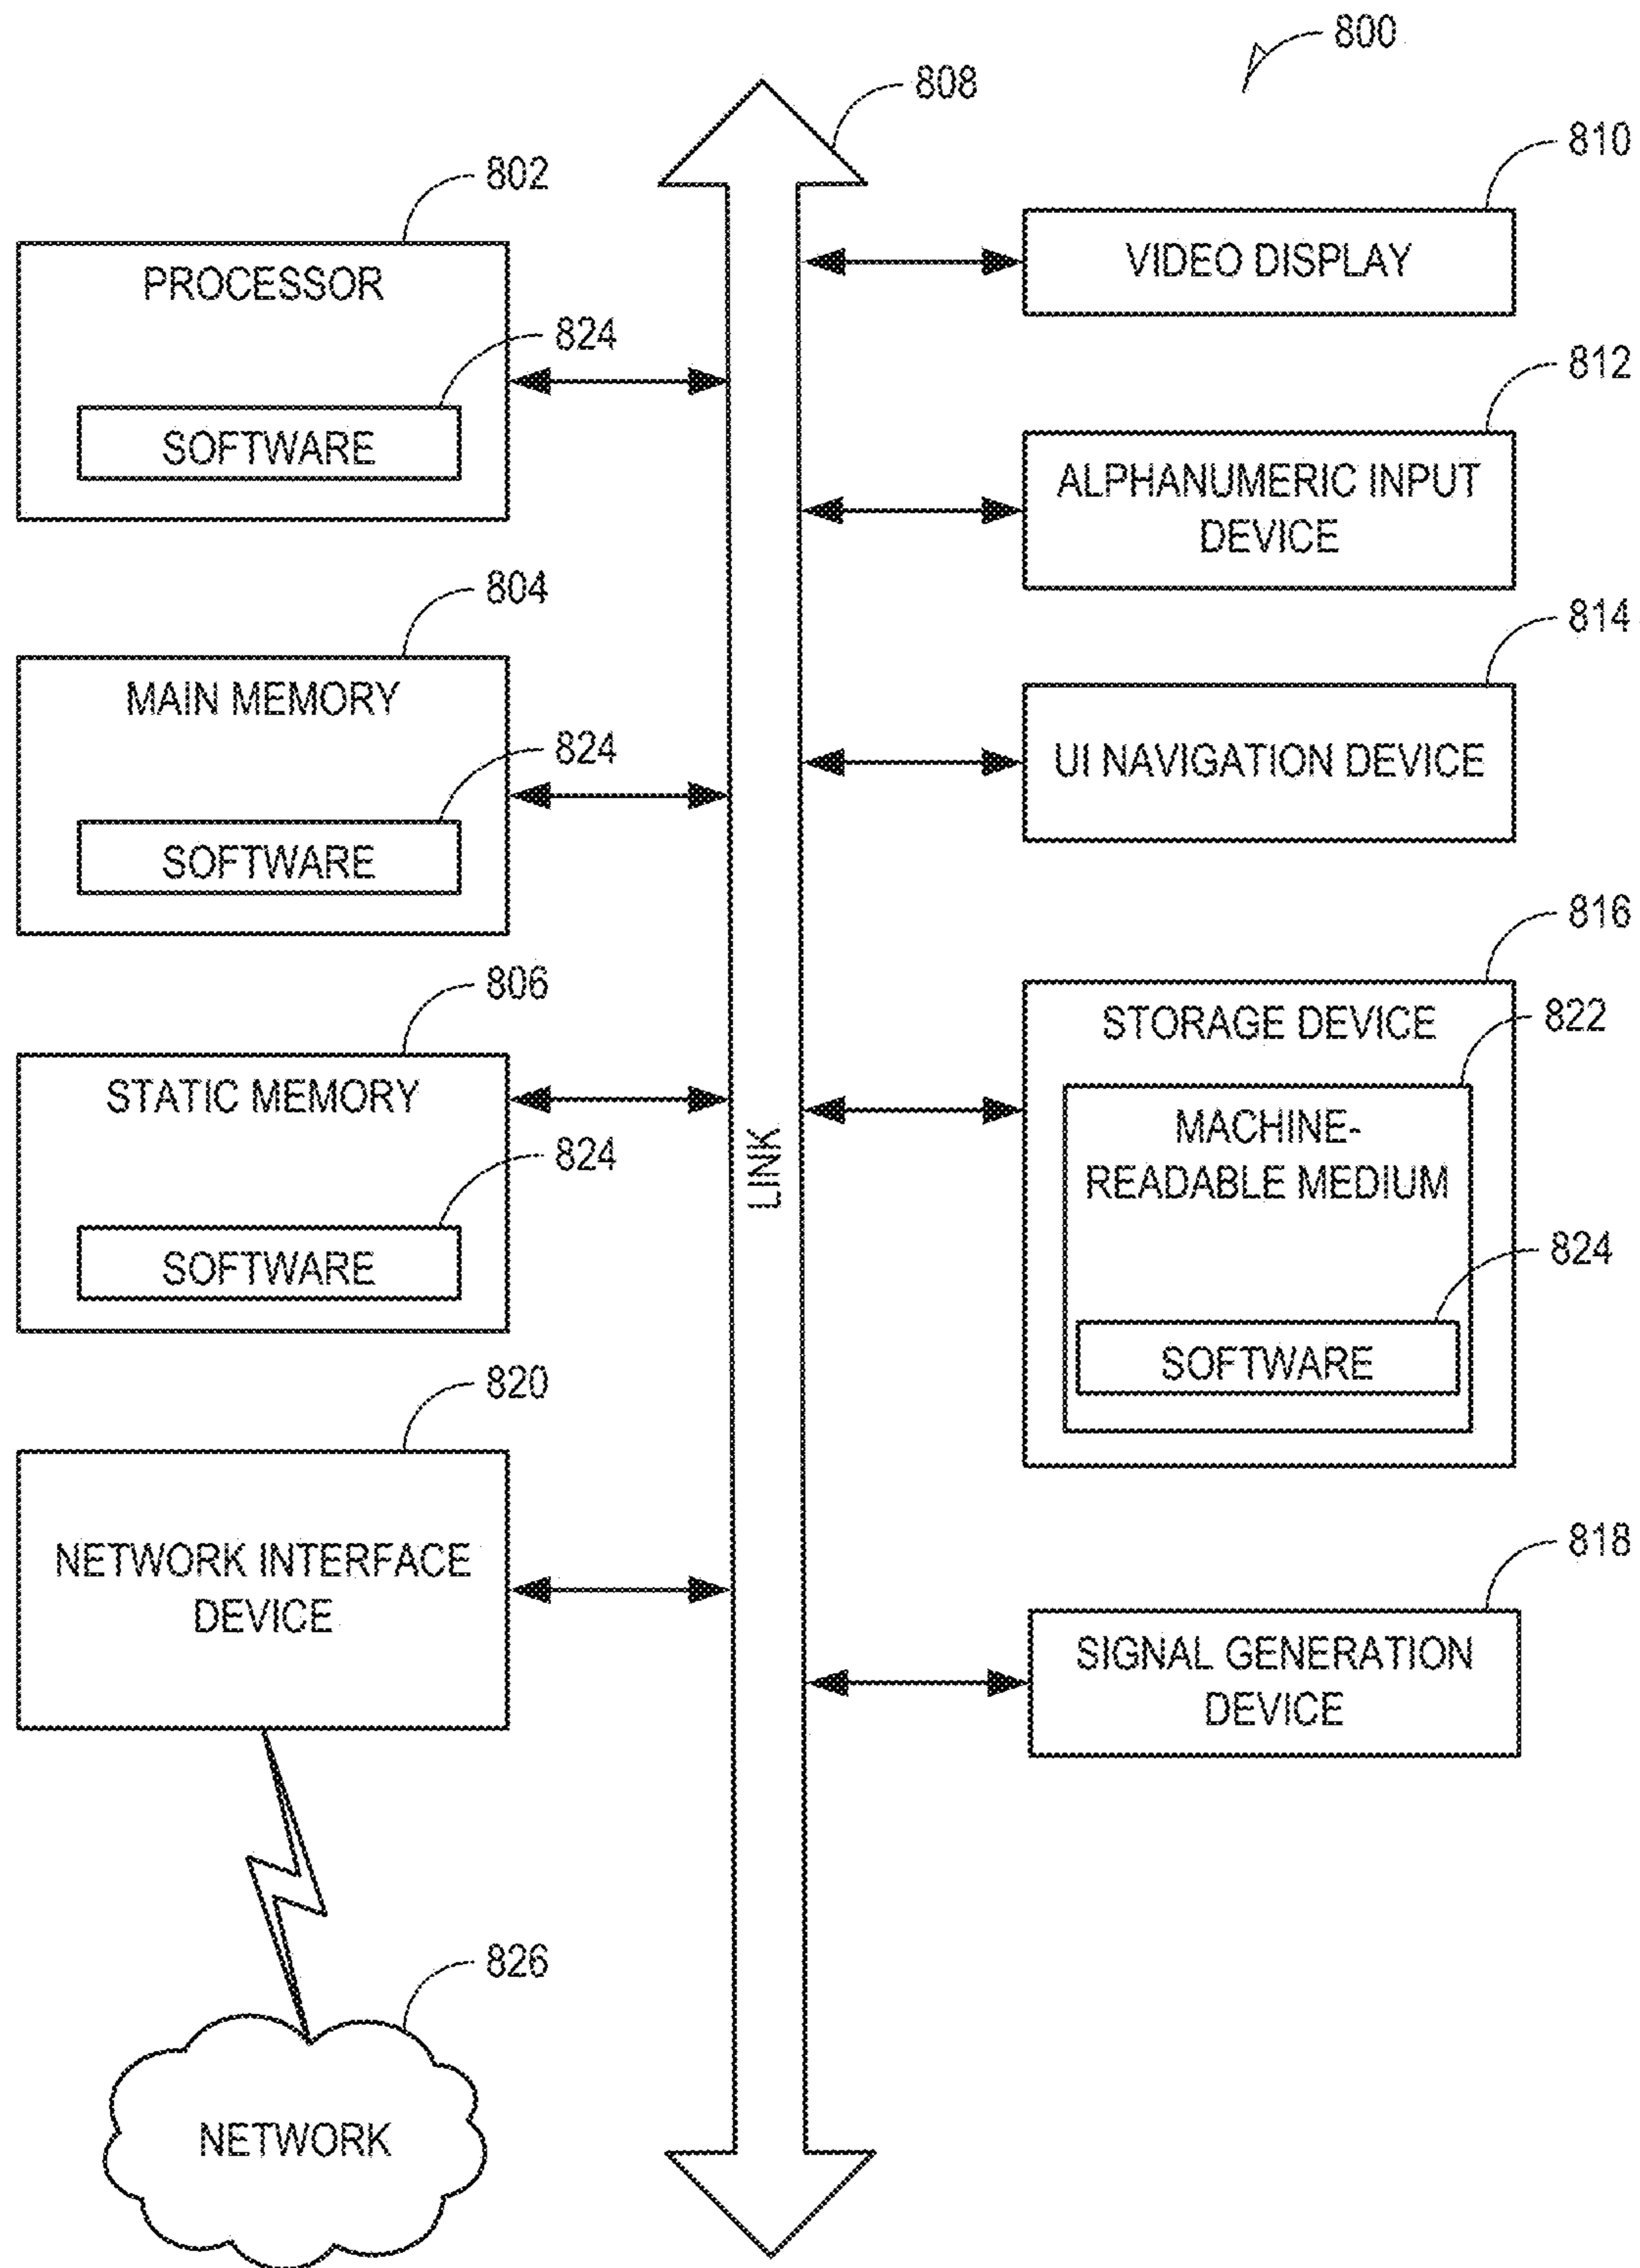 800
808
810
802
VIDEO DISPLAY
PROCESSOR
824
812
SOFTWARE
ALPHANUMERIC INPUT
DEVICE
804
814
MAIN MEMORY
824
UI NAVIGATION DEVICE
SOFTWARE
816
806
STORAGE DEVICE
822
STATIC MEMORY
MACHINE-
READABLE MEDIUM
824
LINK
824
SOFTWARE
SOFTWARE
820
818
NETWORK INTERFACE
DEVICE
SIGNAL GENERATION
DEVICE
826
NETWORK